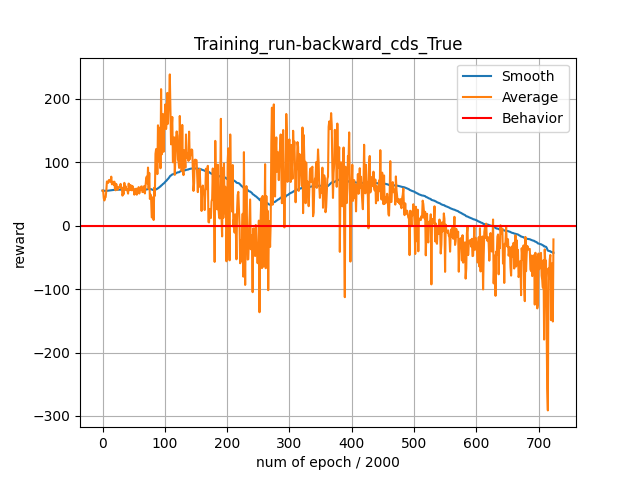 Training_run-backward_cds_True
Smooth
Average
Behavior
200
100
0
−100
−200
−300
reward
0 100 200 300 400 500 600 700
num of epoch / 2000